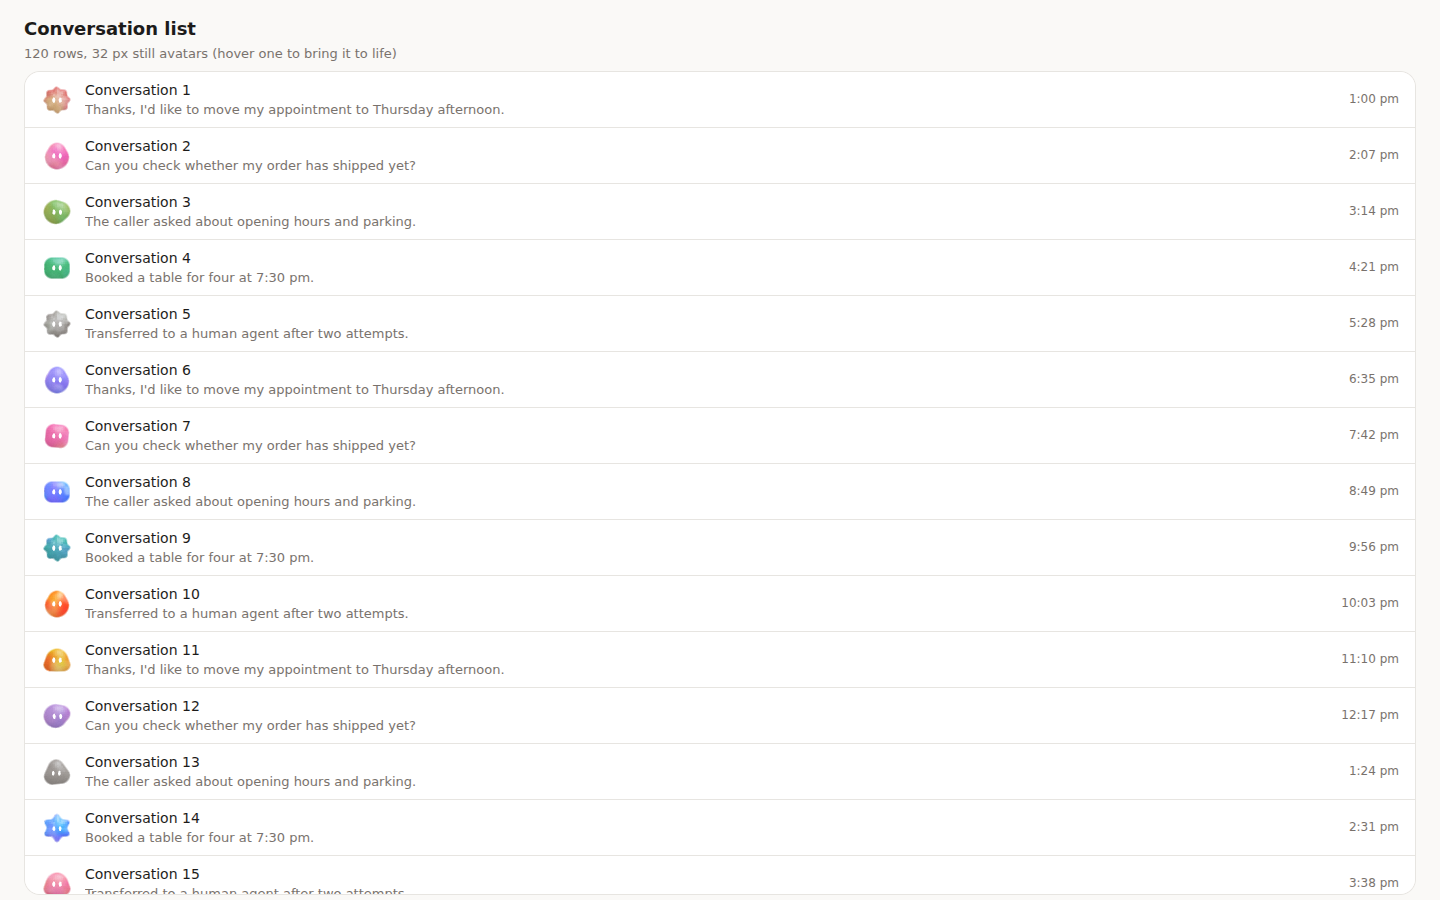 Conversation list
120 rows, 32 px still avatars (hover one to bring it to life)
Conversation 1
Thanks, I'd like to move my appointment to Thursday afternoon.
1:00 pm
Conversation 2
Can you check whether my order has shipped yet?
2:07 pm
Conversation 3
The caller asked about opening hours and parking.
3:14 pm
Conversation 4
Booked a table for four at 7:30 pm.
4:21 pm
Conversation 5
Transferred to a human agent after two attempts.
5:28 pm
Conversation 6
Thanks, I'd like to move my appointment to Thursday afternoon.
6:35 pm
Conversation 7
Can you check whether my order has shipped yet?
7:42 pm
Conversation 8
The caller asked about opening hours and parking.
8:49 pm
Conversation 9
Booked a table for four at 7:30 pm.
9:56 pm
Conversation 10
Transferred to a human agent after two attempts.
10:03 pm
Conversation 11
Thanks, I'd like to move my appointment to Thursday afternoon.
11:10 pm
Conversation 12
Can you check whether my order has shipped yet?
12:17 pm
Conversation 13
The caller asked about opening hours and parking.
1:24 pm
Conversation 14
Booked a table for four at 7:30 pm.
2:31 pm
Conversation 15
Transferred to a human agent after two attempts.
3:38 pm